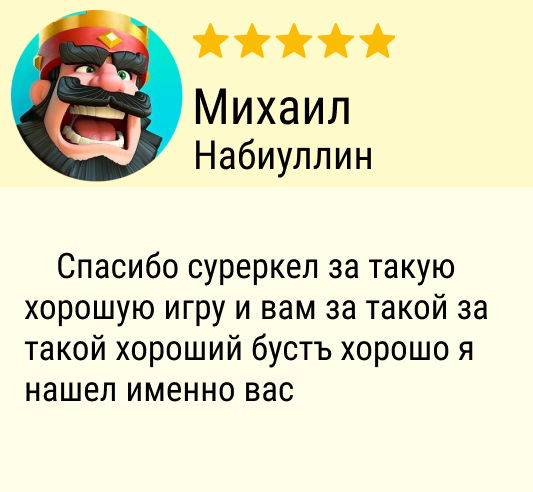 Михаил
Набиуллин
Спасибо суреркел за такую
хорошую игру и вам за такой за
такой хороший бустъ хорошо я
нашел именно вас